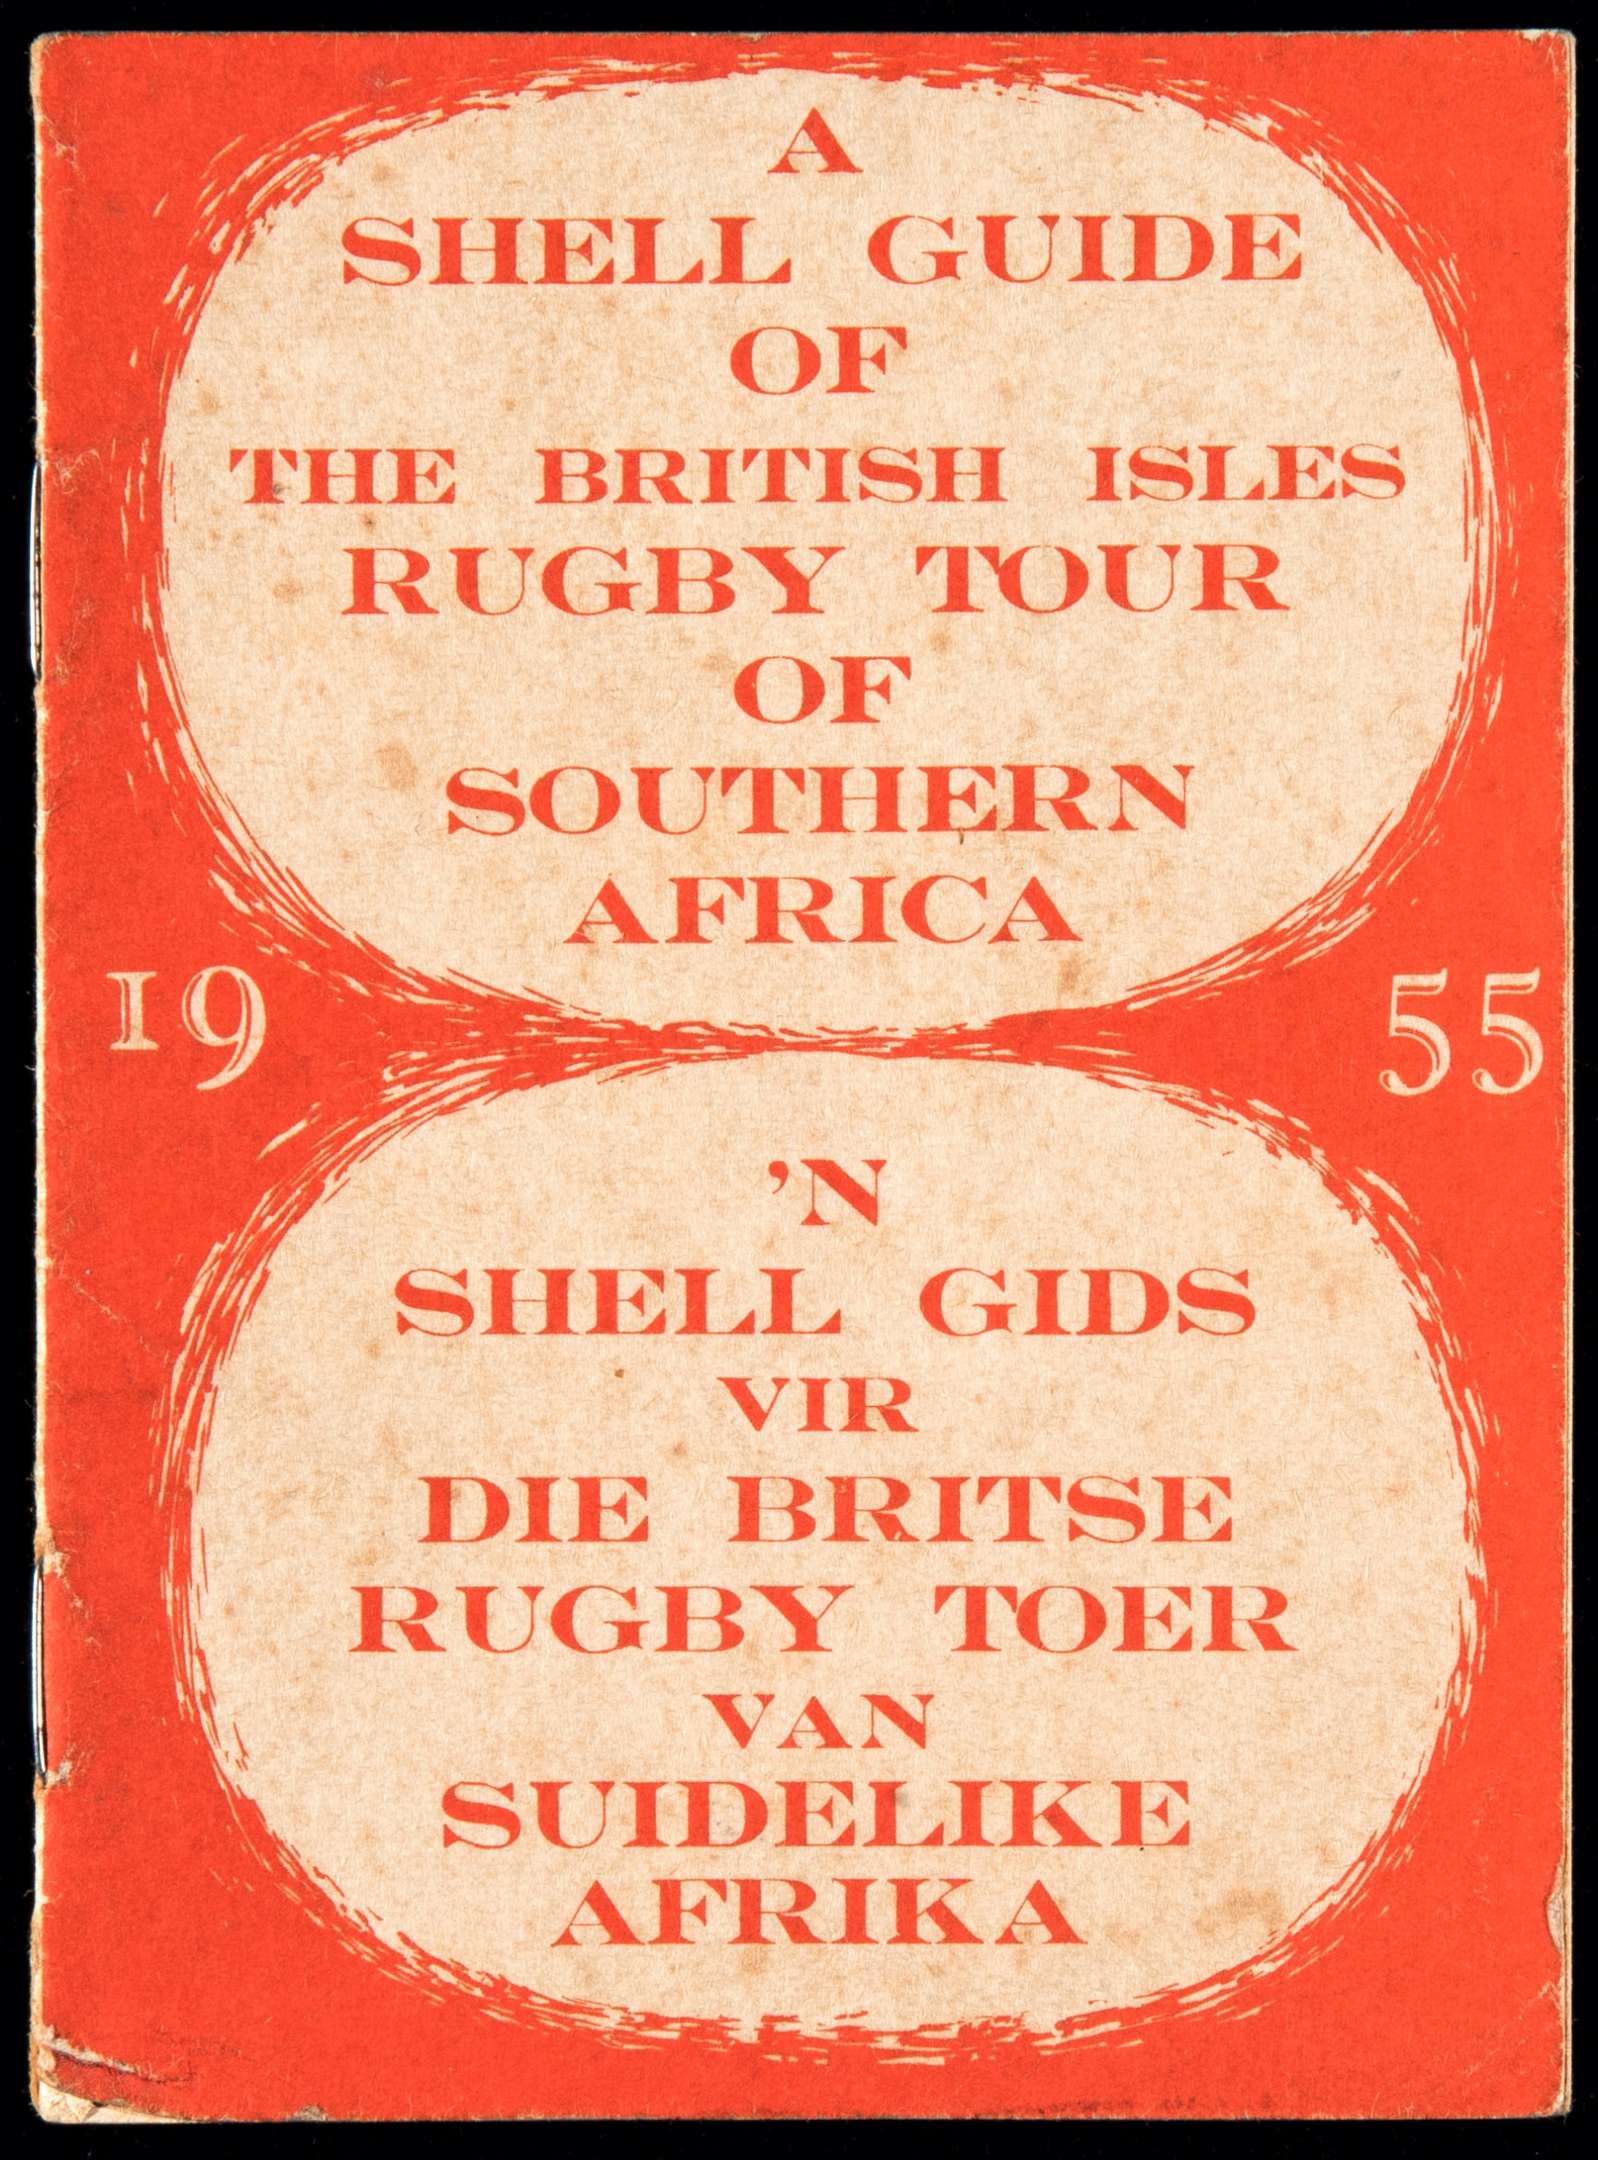 A
SHELL GUIDE
OF
THE BRITISH ISLES
RUGBY TOUR
OF
SOUTHERN
AFRICA
19 55
'N
SHELL GIDS
VIR
DIE BRITSE
RUGBY TOER
VAN
SUIDELIKE
AFRIKA